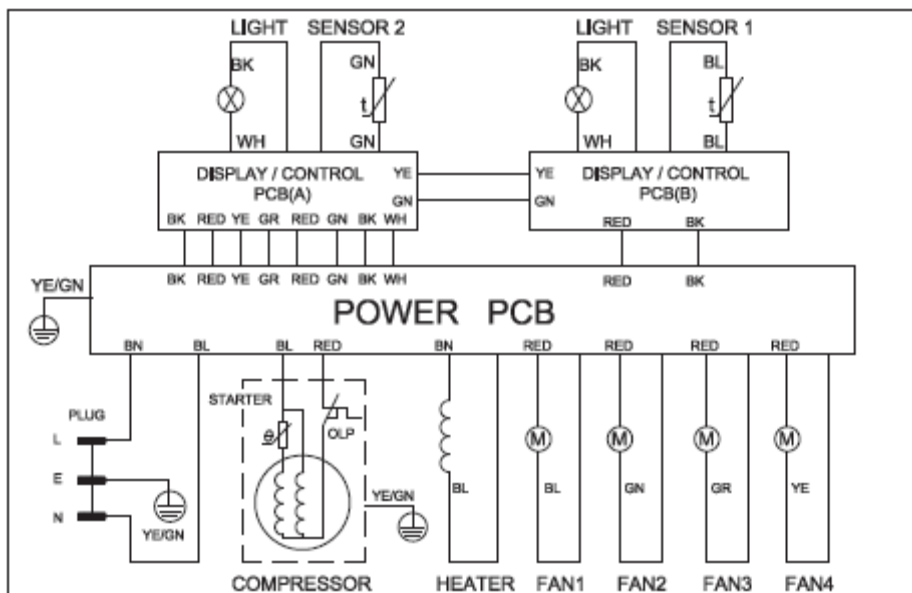 LIGHT SENSOR 2 LIGHT SENSOR 1
BK GN BK BL
t t
WH GN WH BL
DISPLAY / CONTROL
PCB(A)
YE YE
GN GN
DISPLAY / CONTROL
PCB(B)
BK RED YE GR RED GN BK WH RED BK
BK RED YE GR RED GN BK WH RED BK
YE/GN
POWER PCB
BN BL BL RED BN RED RED RED RED
STARTER
PLUG
θ OLP
L M M M M
E
BL BL GN GR YE
YE/GN
N
YE/GN
COMPRESSOR HEATER FAN1 FAN2 FAN3 FAN4